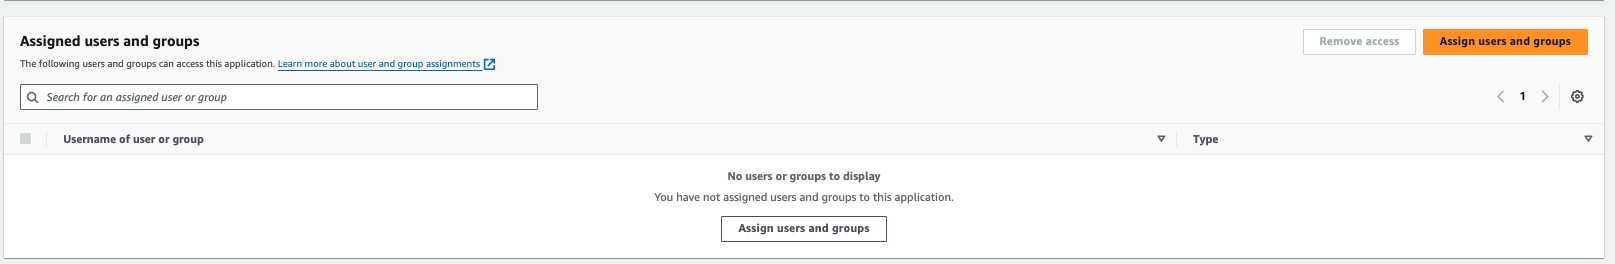 Assigned users and groups
Remove access
Assign users and groups
The following users and groups can access this application. Learn more about user and group assignments
Search for an assigned user or group
1
Username of user or group
Type
No users or groups to display
You have not assigned users and groups to this application.
Assign users and groups